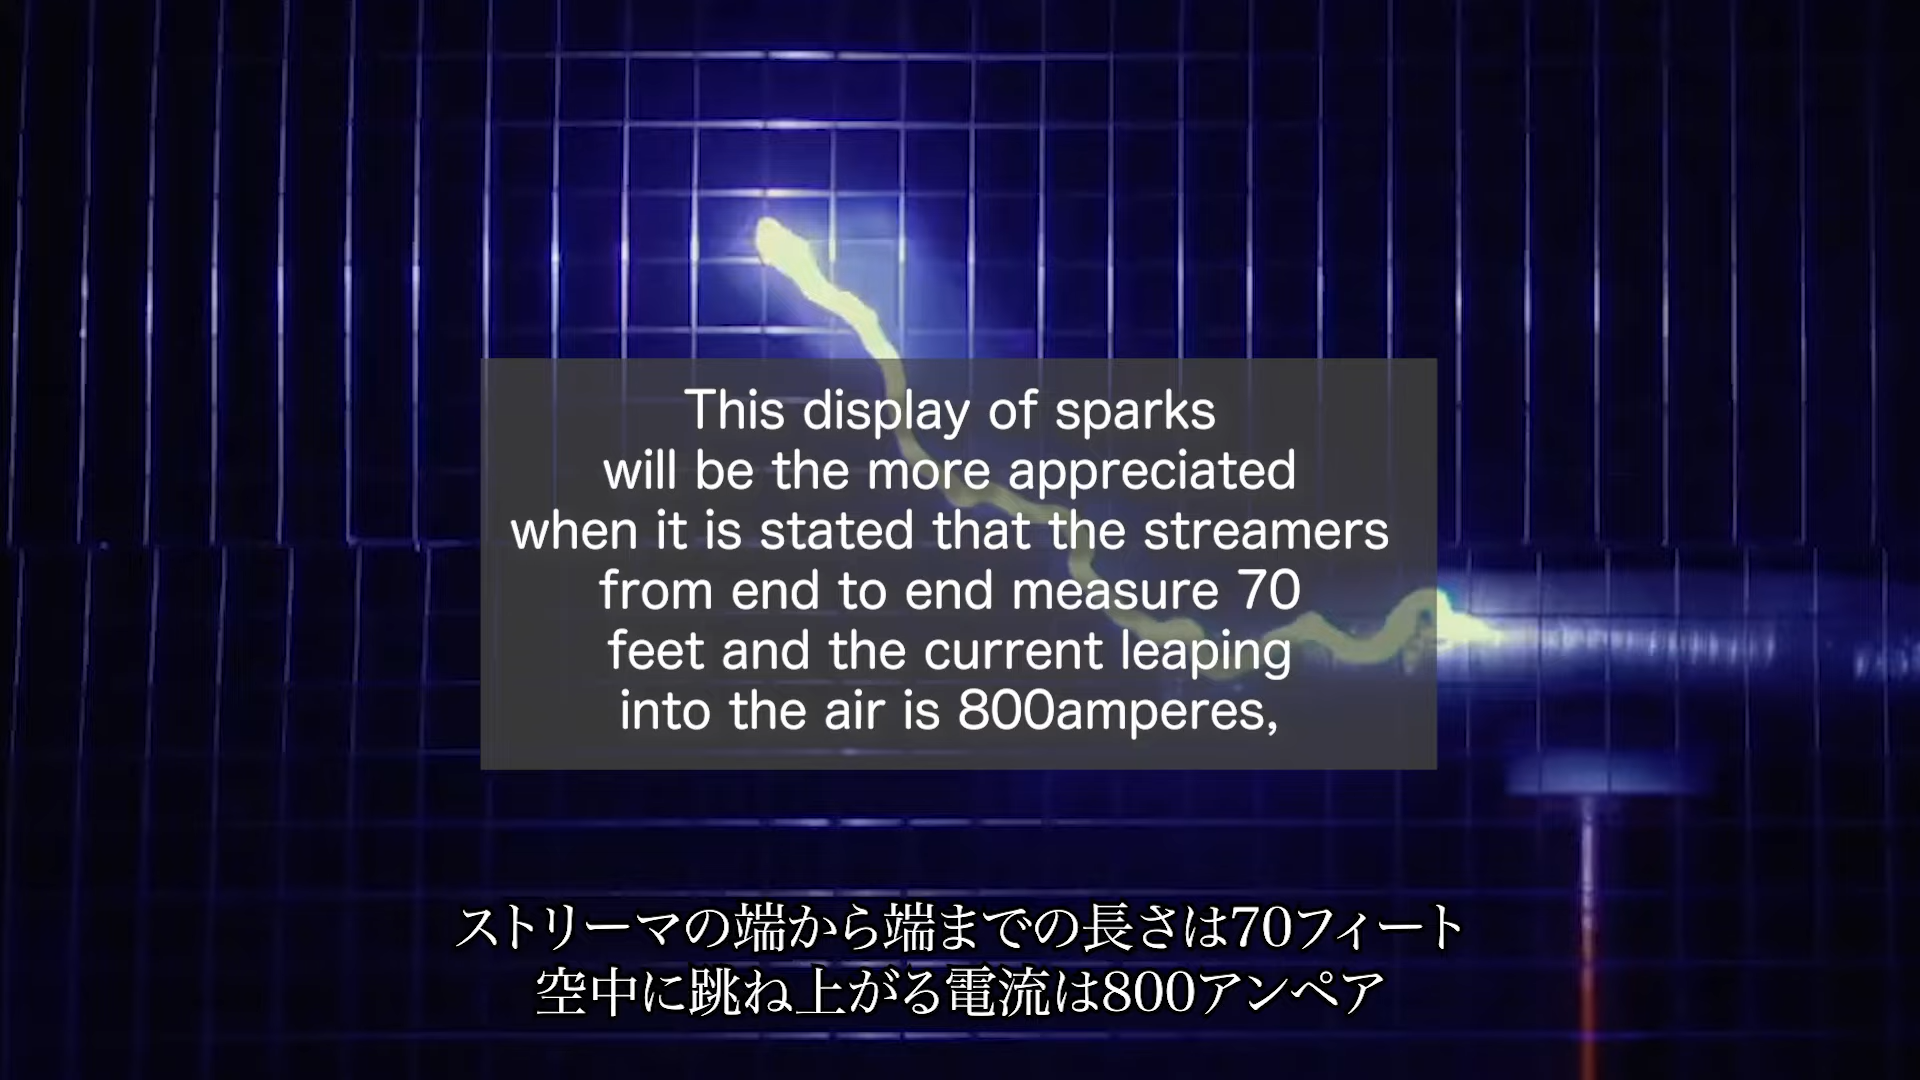 This display of sparks
will be the more appreciated
when it is stated that the streamers
from end to end measure 70
feet and the current leaping
into the air is 800amperes,
ストリーマの端から端までの長さは70フィート
空中に跳ね上がる電流は800アンペア